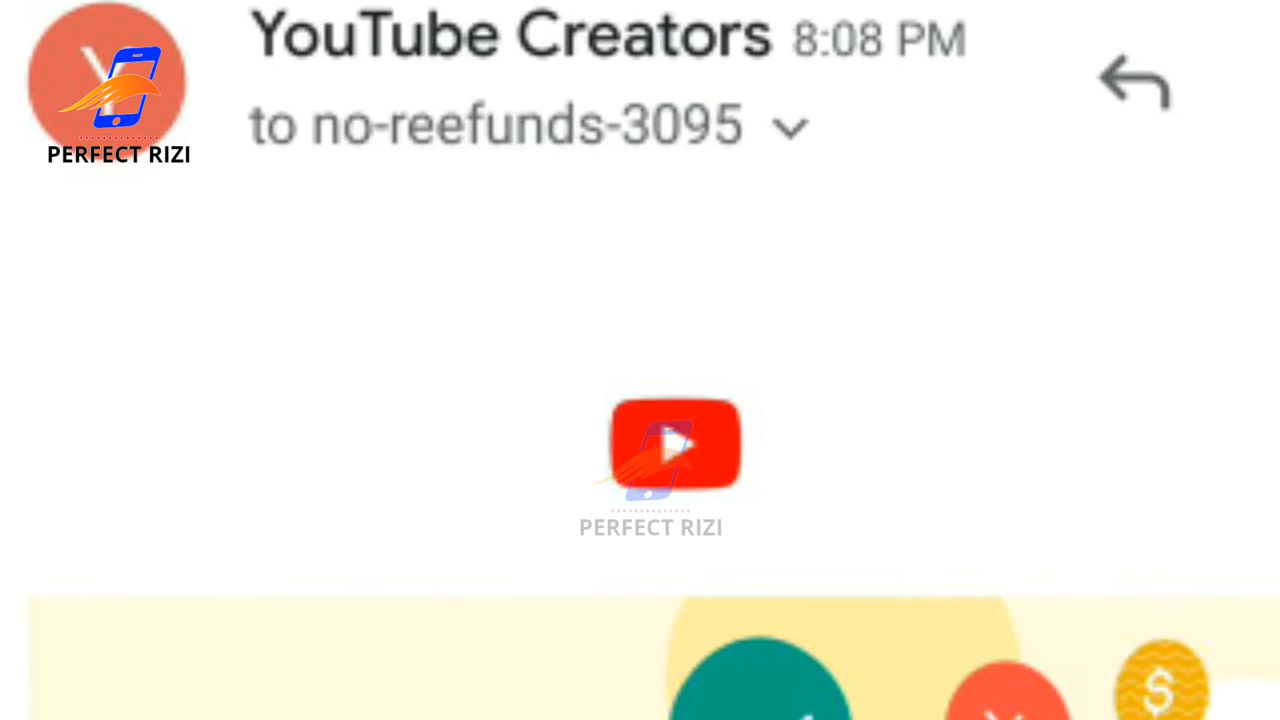 YouTube Creators 8:08 PM
to no-reefunds-3095
PERFECT RIZI
PERFECT RIZI
$